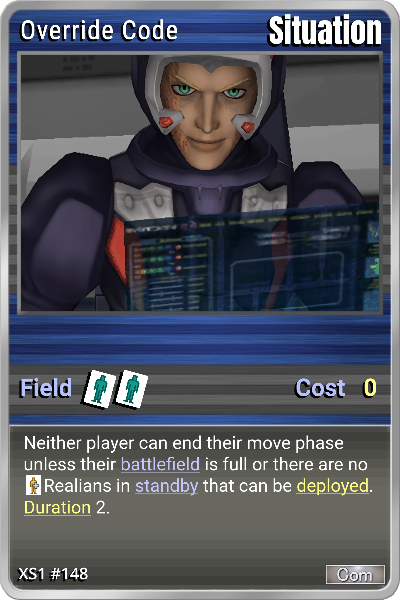 Override Code
Situation
Field
Cost 0
Neither player can end their move phase
unless their battlefield is full or there are no
Realians in standby that can be deployed.
Duration 2.
XS1 #148
Com